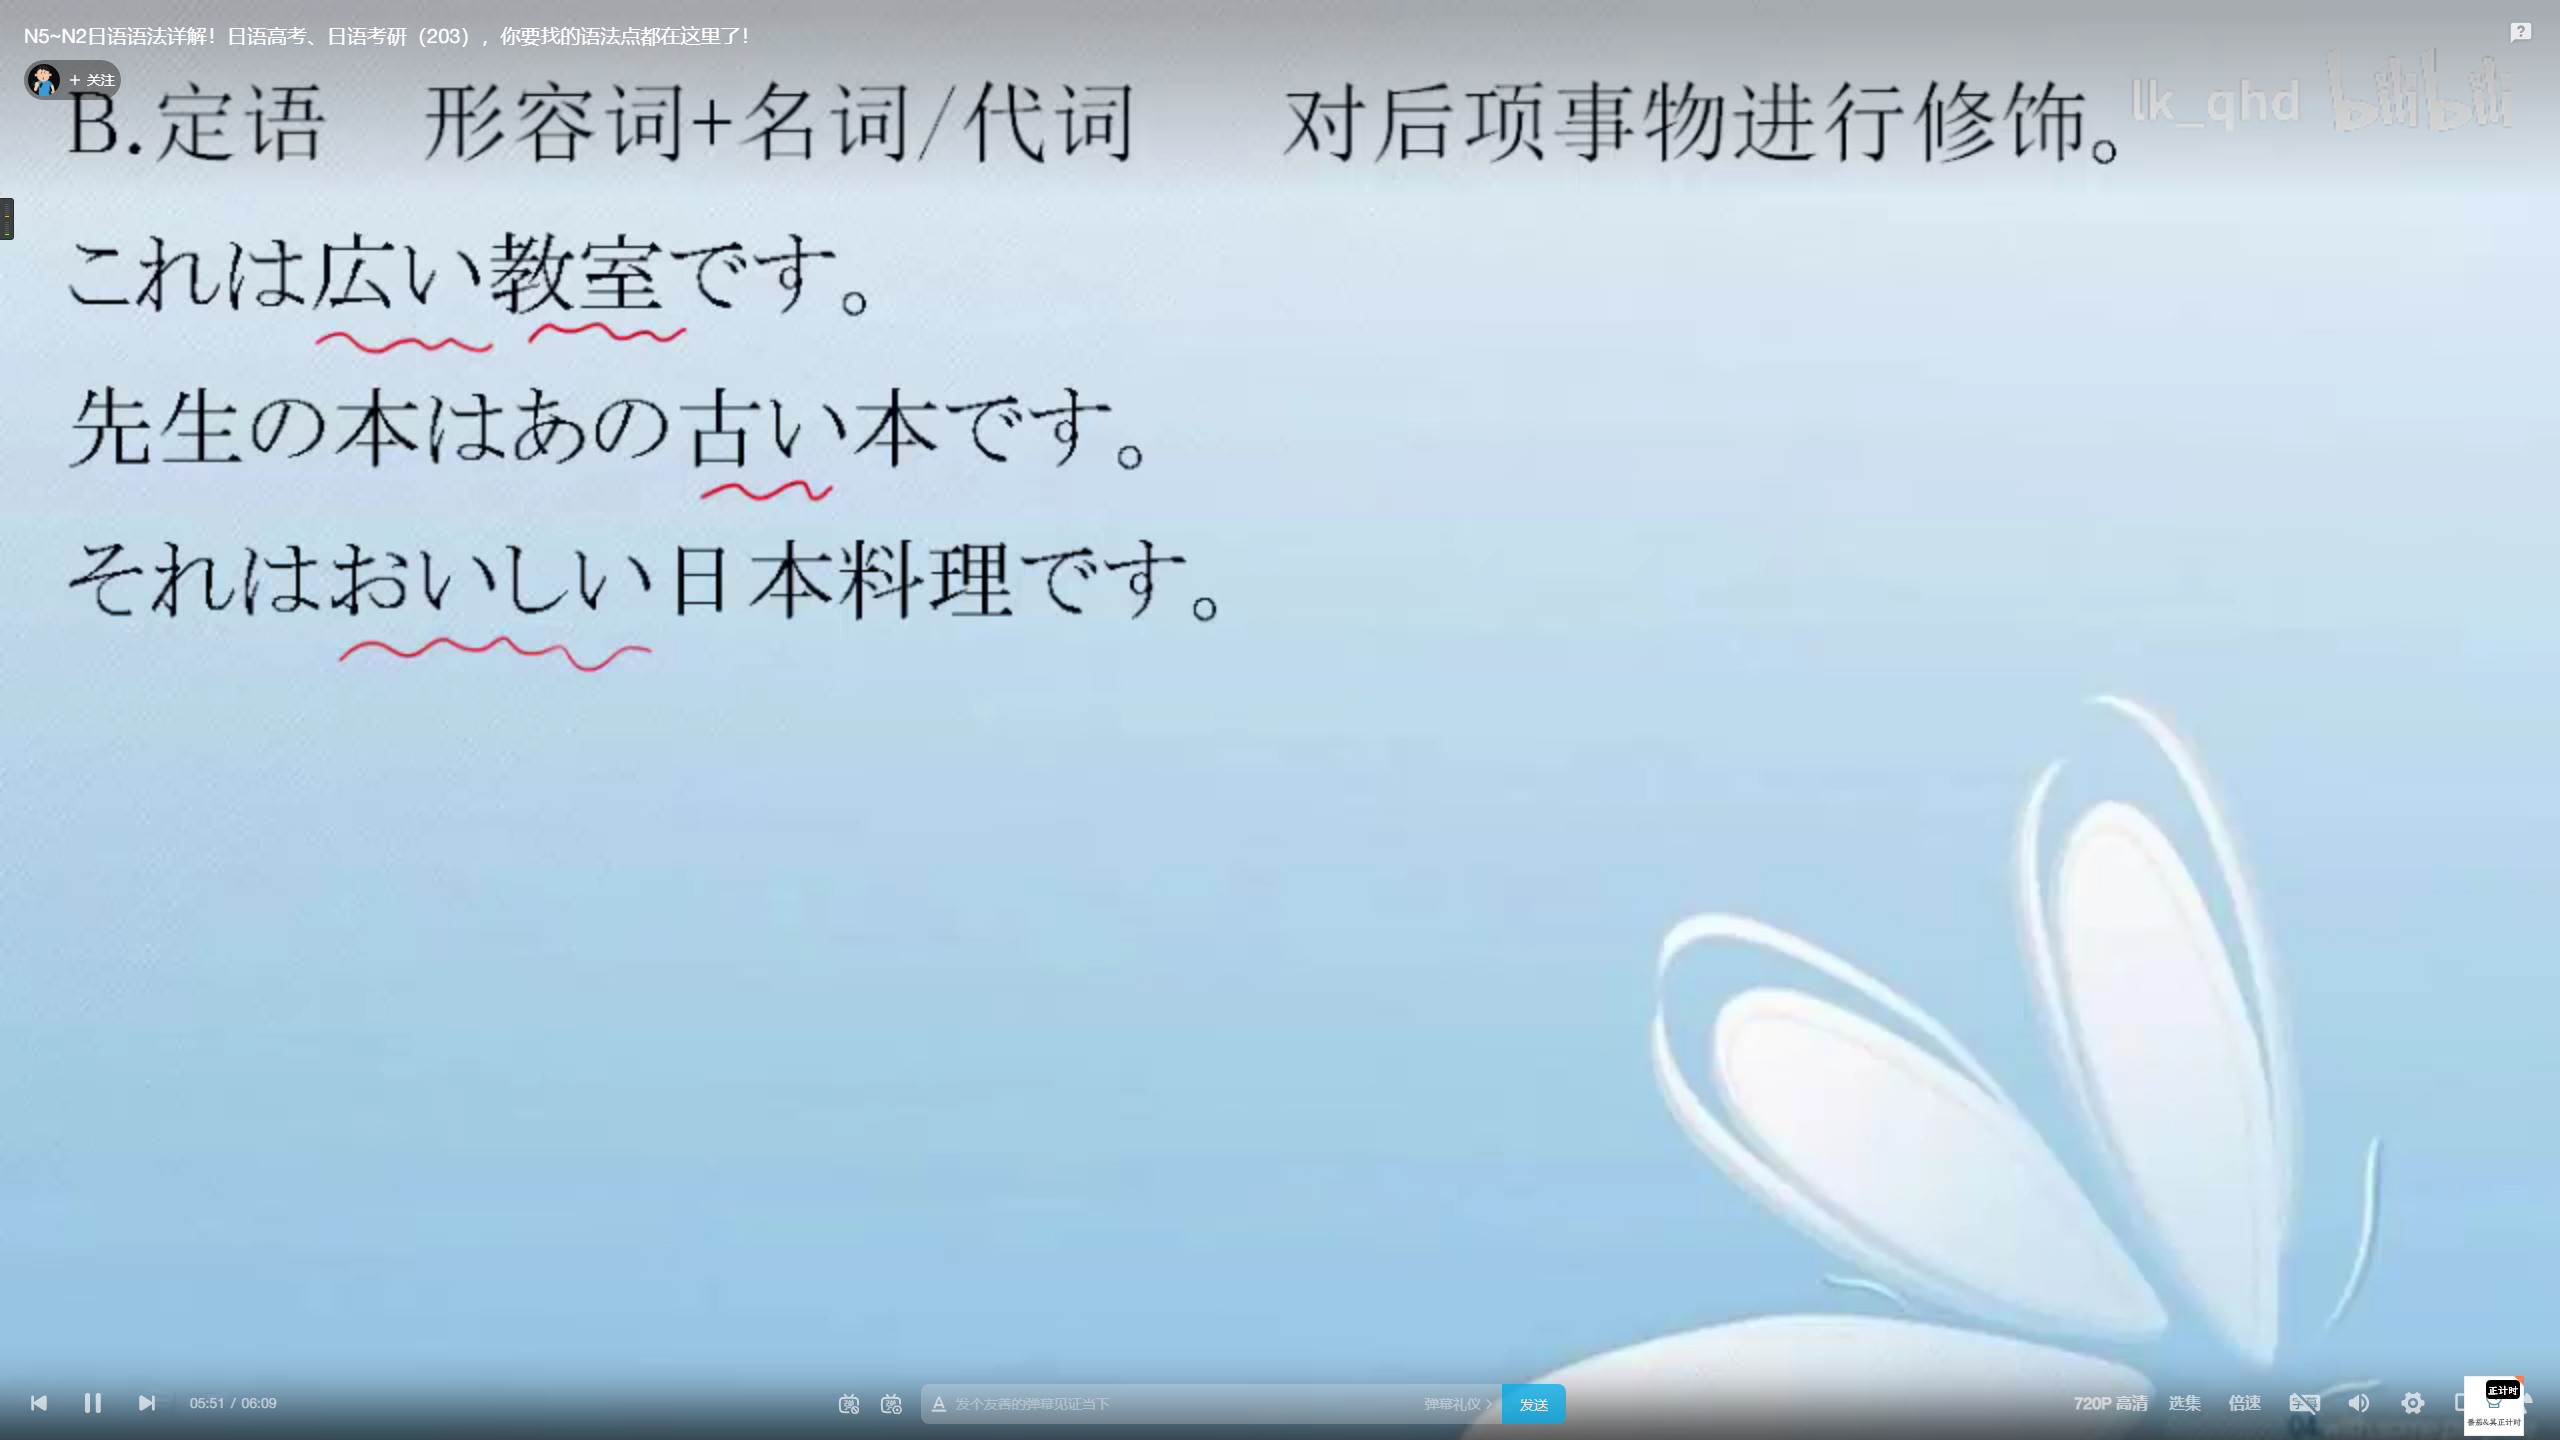 N5~N2日语语法详解！日语高考、日语考研（203），你要找的语法点都在这里了！
+ 关注
lk_qhd bilibili
B.定语 形容词+名词/代词 对后项事物进行修饰。
これは広い教室です。
先生の本はあの古い本です。
それはおいしい日本料理です。
05:51 / 06:09
发个友善的弹幕见证当下
弹幕礼仪 >
发送
720P 高清
选集
倍速
正计时
番茄&其正计时